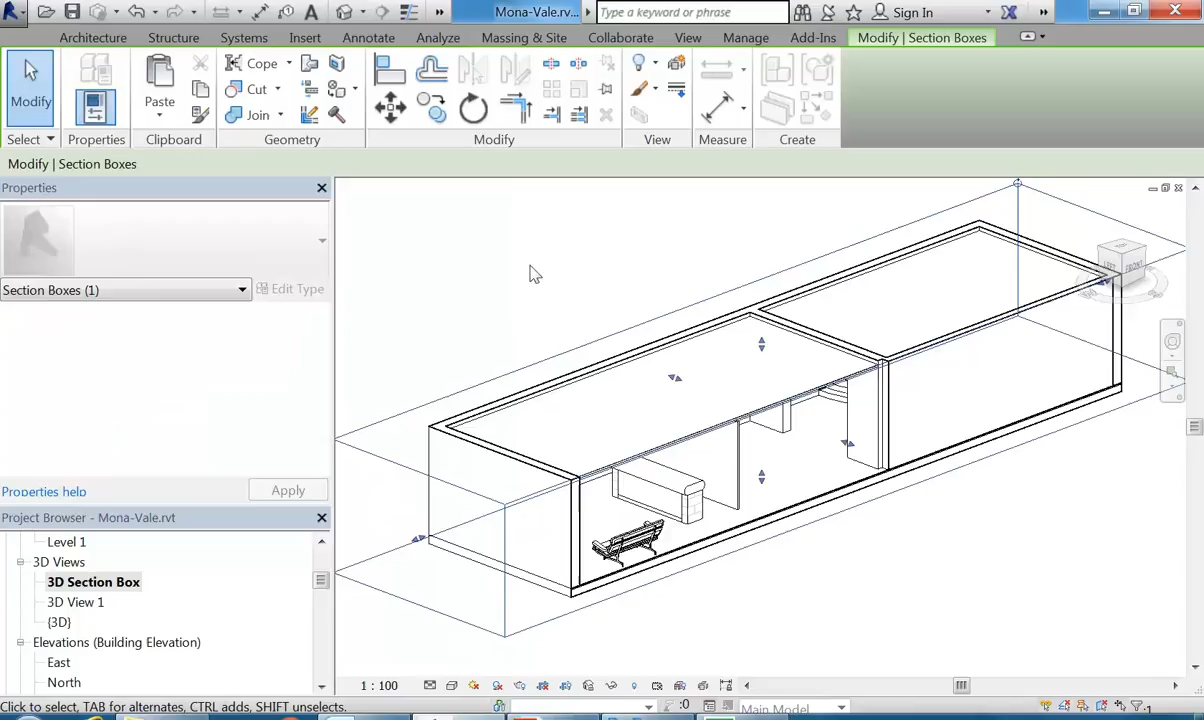 Mona-Vale.rv...
Type a keyword or phrase
Sign In
Architecture Structure Systems Insert Annotate Analyze Massing & Site Collaborate View Manage Add-Ins Modify | Section Boxes
Modify
Paste
Cope
Cut
Join
Select Properties Clipboard Geometry Modify View Measure Create
Modify | Section Boxes
Properties
Section Boxes (1)
Edit Type
Properties help
Apply
Project Browser - Mona-Vale.rvt
Level 1
3D Views
3D Section Box
3D View 1
{3D}
Elevations (Building Elevation)
East
North
TOP
LEFT
FRONT
1 : 100
Click to select, TAB for alternates, CTRL adds, SHIFT unselects.
:0
Main Model
:1